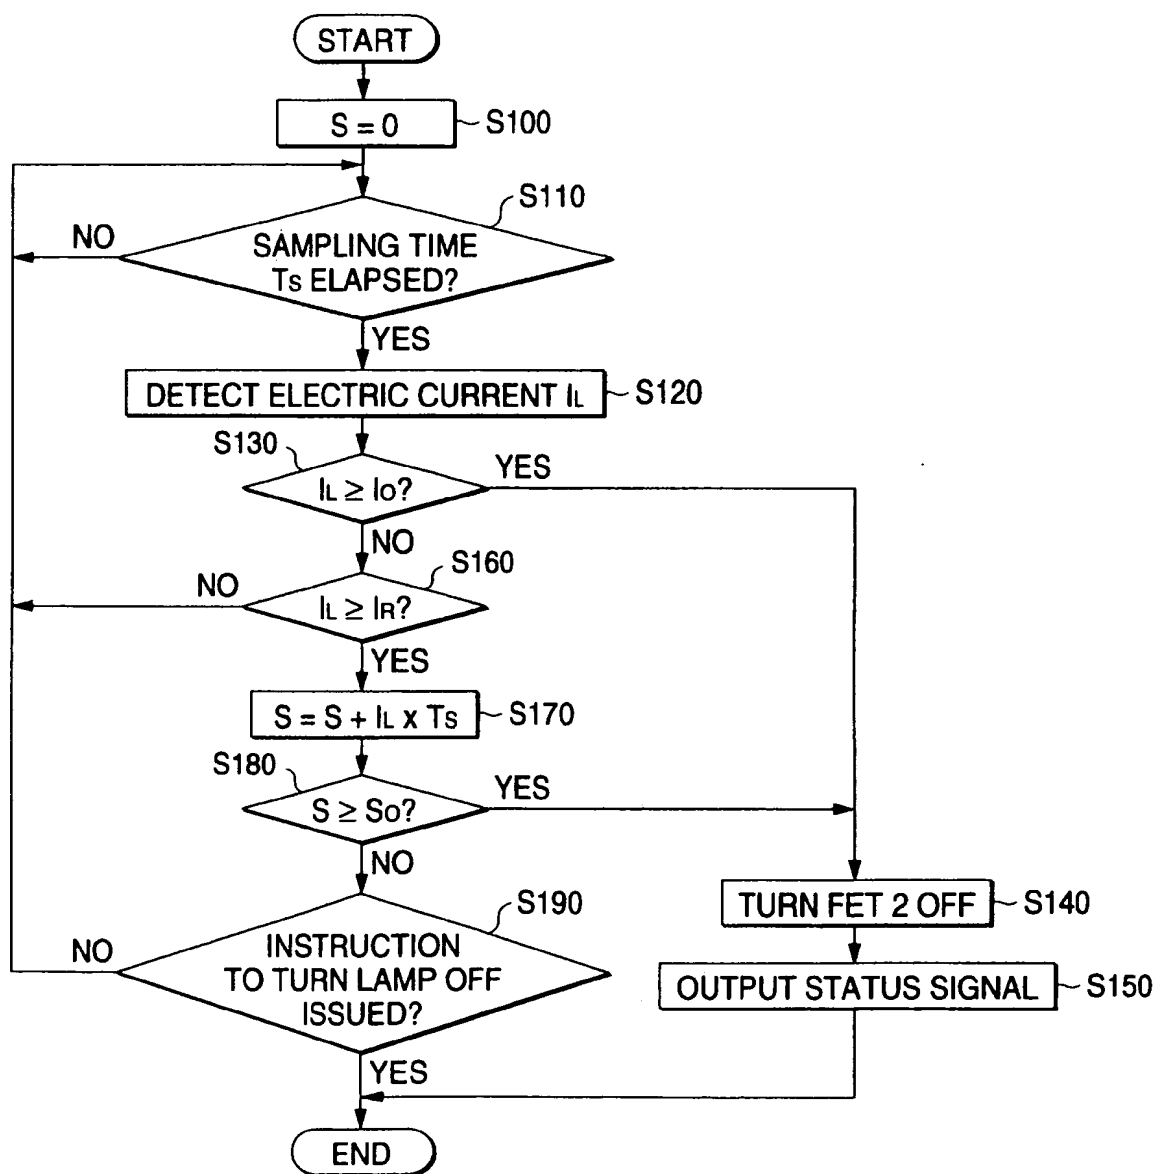 START
S = 0
S100
S110
NO
SAMPLING TIME
Ts ELAPSED?
YES
DETECT ELECTRIC CURRENT IL
S120
S130
YES
IL ≥ IO?
NO
S160
NO
IL ≥ IR?
YES
S = S + IL x Ts
S170
S180
YES
S ≥ So?
NO
S190
TURN FET 2 OFF
S140
NO
INSTRUCTION
TO TURN LAMP OFF
ISSUED?
OUTPUT STATUS SIGNAL
S150
YES
END